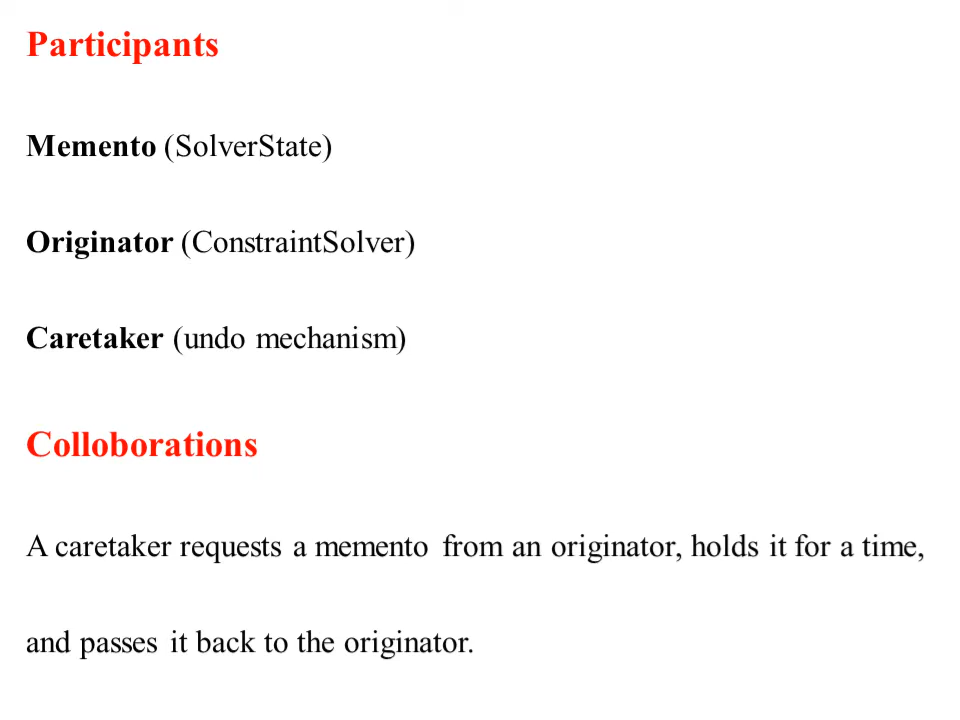 Participants
Memento (SolverState)
Originator (ConstraintSolver)
Caretaker (undo mechanism)
Colloborations
A caretaker requests a memento from an originator, holds it for a time,
and passes it back to the originator.